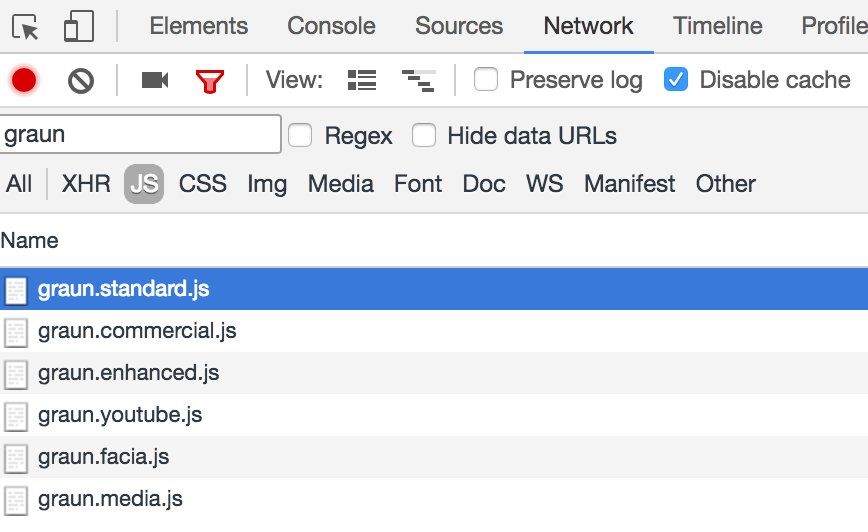 Elements Console Sources Network Timeline Profile
View: Preserve log Disable cache
graun Regex Hide data URLs
All XHR JS CSS Img Media Font Doc WS Manifest Other
Name
graun.standard.js
graun.commercial.js
graun.enhanced.js
graun.youtube.js
graun.facia.js
graun.media.js